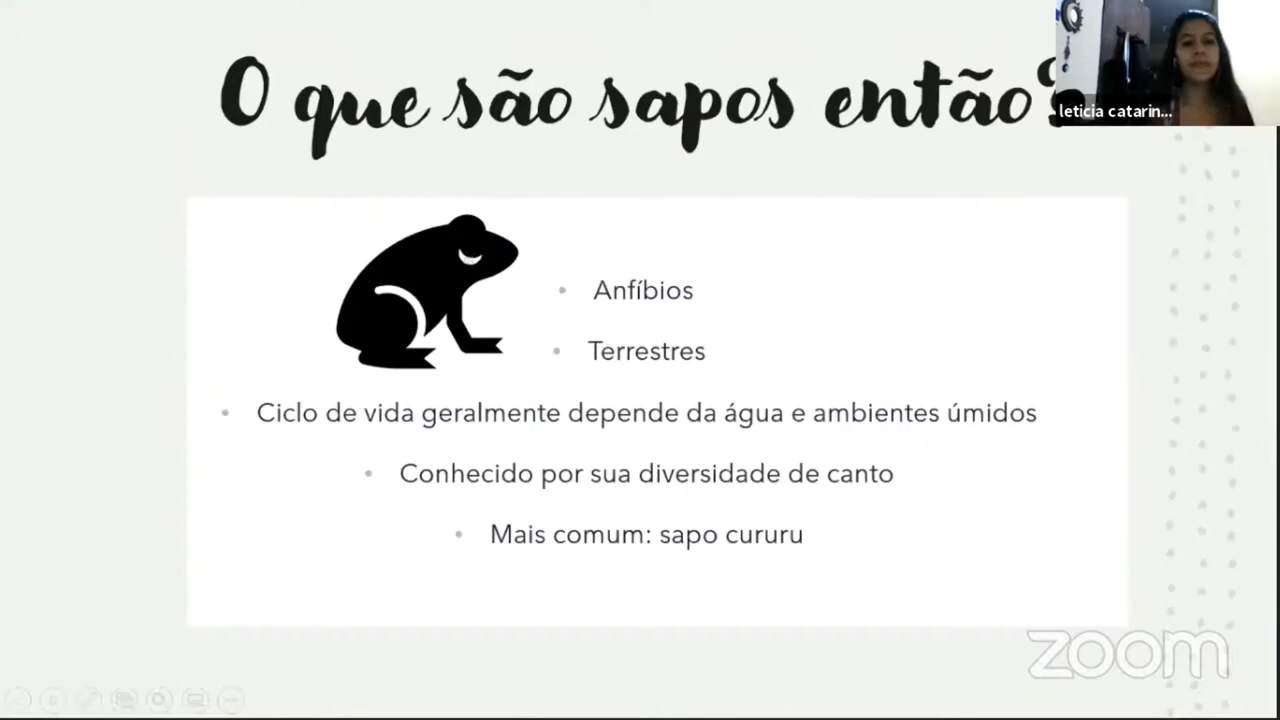 O que são sapos então?
leticia catarin...
Anfíbios
Terrestres
Ciclo de vida geralmente depende da água e ambientes úmidos
Conhecido por sua diversidade de canto
Mais comum: sapo cururu
zoom